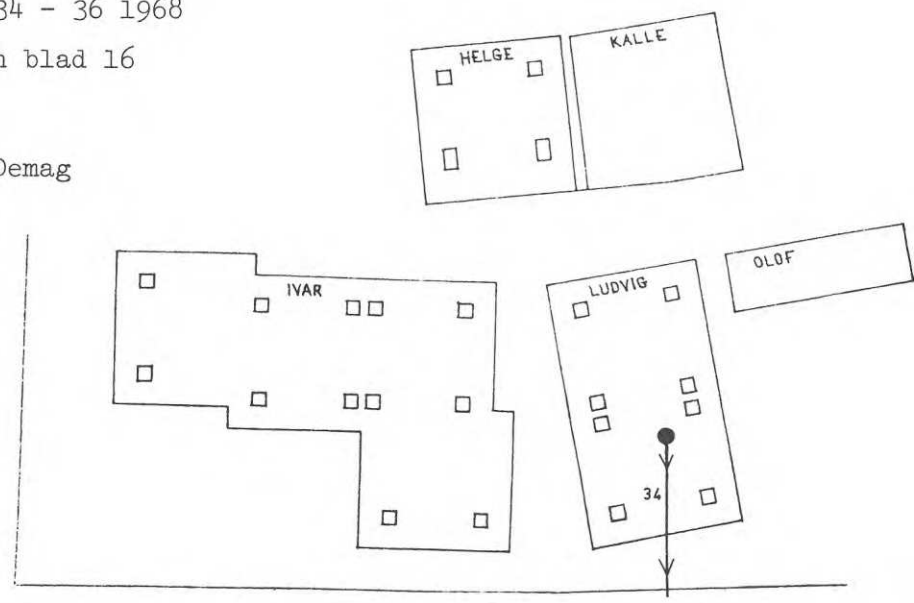 34 - 36 1968
blad 16
Demag
HELGE
KALLE
OLOF
IVAR
LUDVIG
34